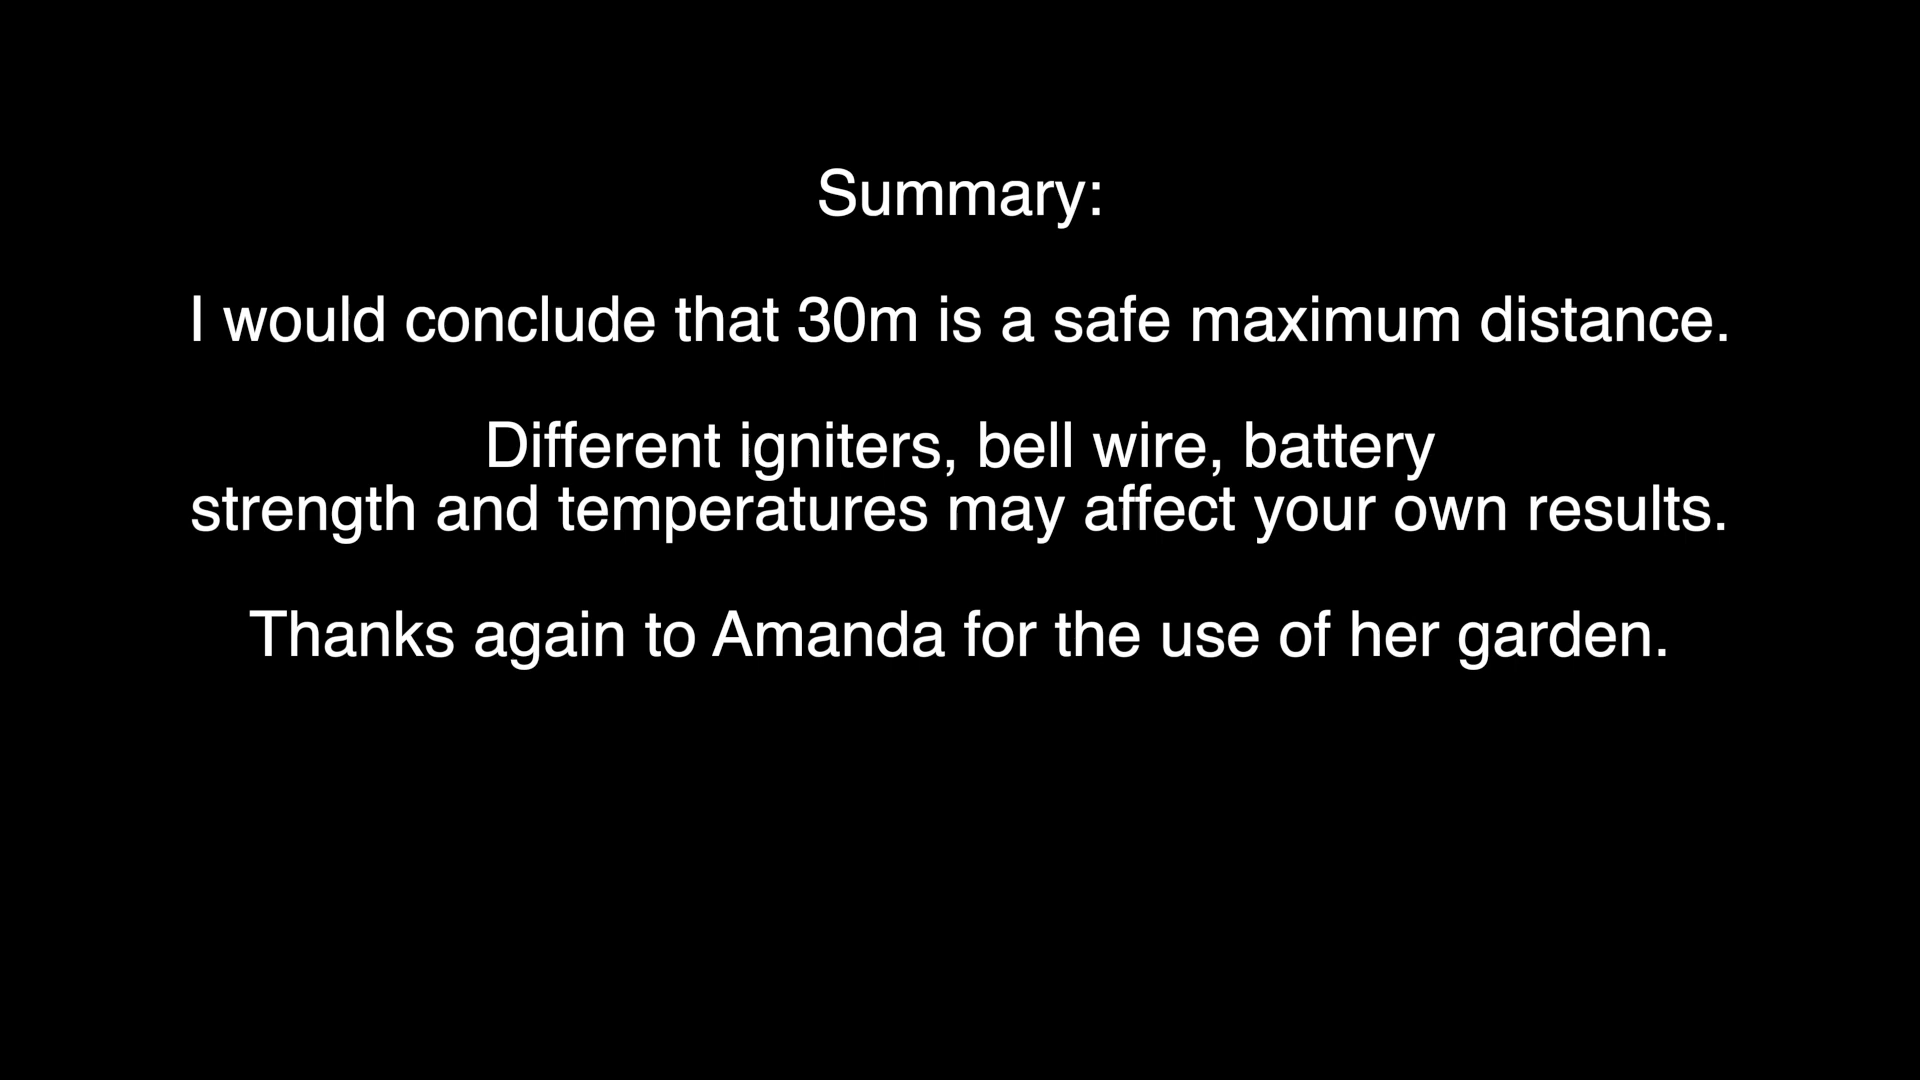 Summary:
I would conclude that 30m is a safe maximum distance.
Different igniters, bell wire, battery
strength and temperatures may affect your own results.
Thanks again to Amanda for the use of her garden.